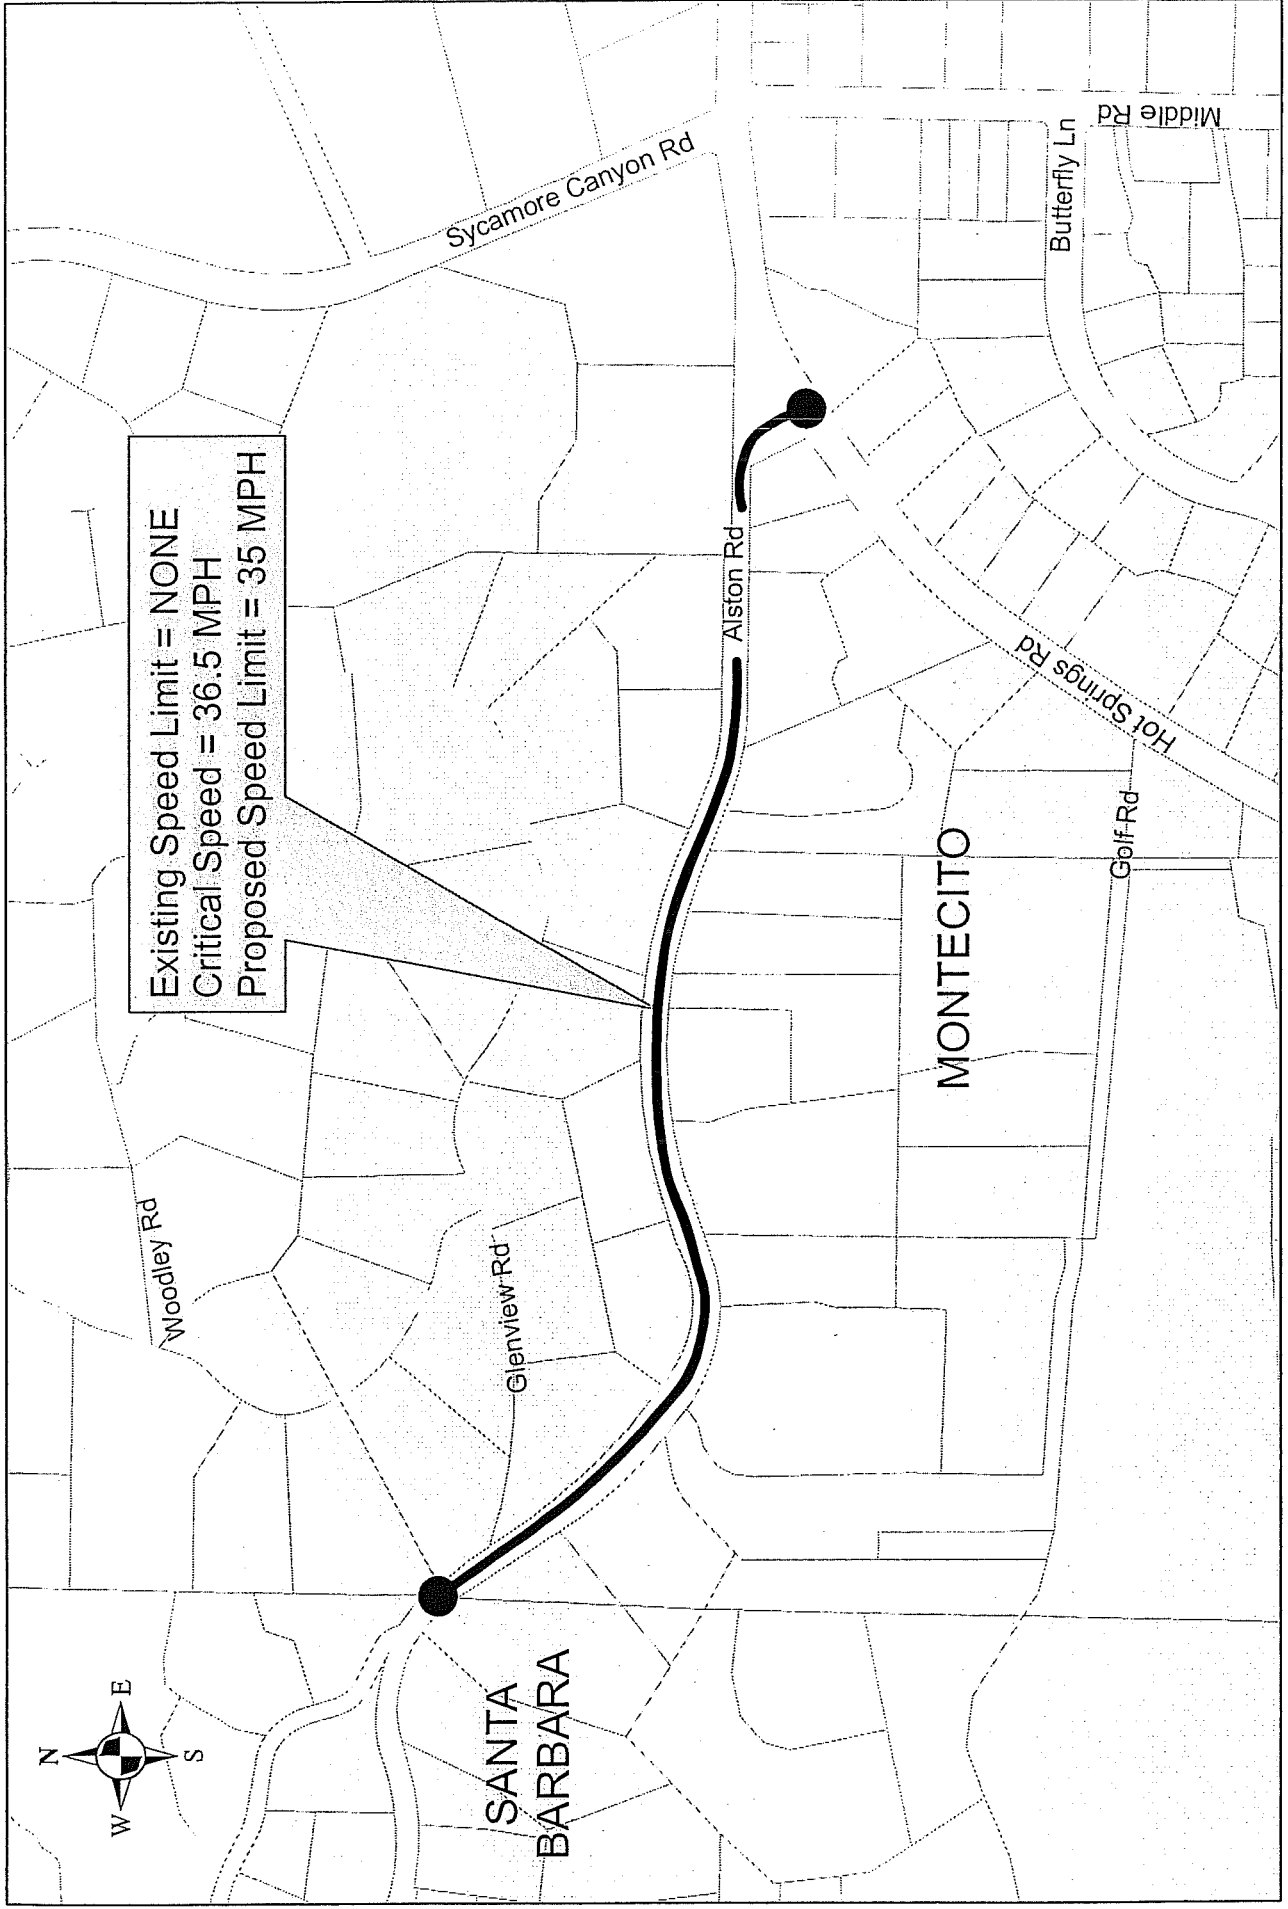 N
W
E
S
Existing Speed Limit = NONE
Critical Speed = 36.5 MPH
Proposed Speed Limit = 35 MPH
Woodley Rd
Sycamore Canyon Rd
Glenview Rd
Alston Rd
SANTA
BARBARA
MONTECITO
Hot Springs Rd
Golf Rd
Butterfly Ln
Middle Rd